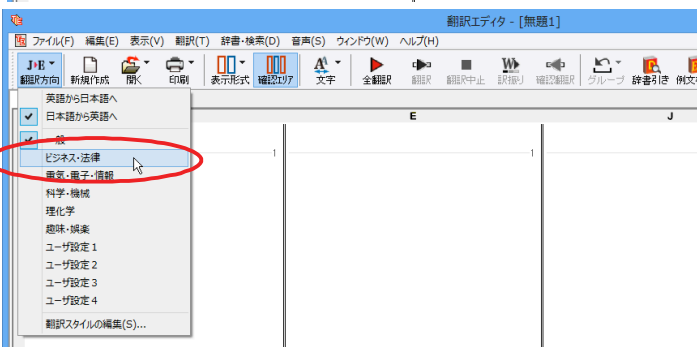 翻訳エディタ - [無題1]
ファイル(F) 編集(E) 表示(V) 翻訳(T) 辞書・検索(D) 音声(S) ウィンドウ(W) ヘルプ(H)
J▸E
翻訳方向 新規作成 開く 印刷 表示形式 確認エリア 文字 全翻訳 翻訳 翻訳中止 訳振り 確認翻訳 グループ 辞書引き 例文
英語から日本語へ
日本語から英語へ
E J
一般
ビジネス・法律
1 1
電気・電子・情報
科学・機械
理化学
趣味・娯楽
ユーザ設定 1
ユーザ設定 2
ユーザ設定 3
ユーザ設定 4
翻訳スタイルの編集(S)...